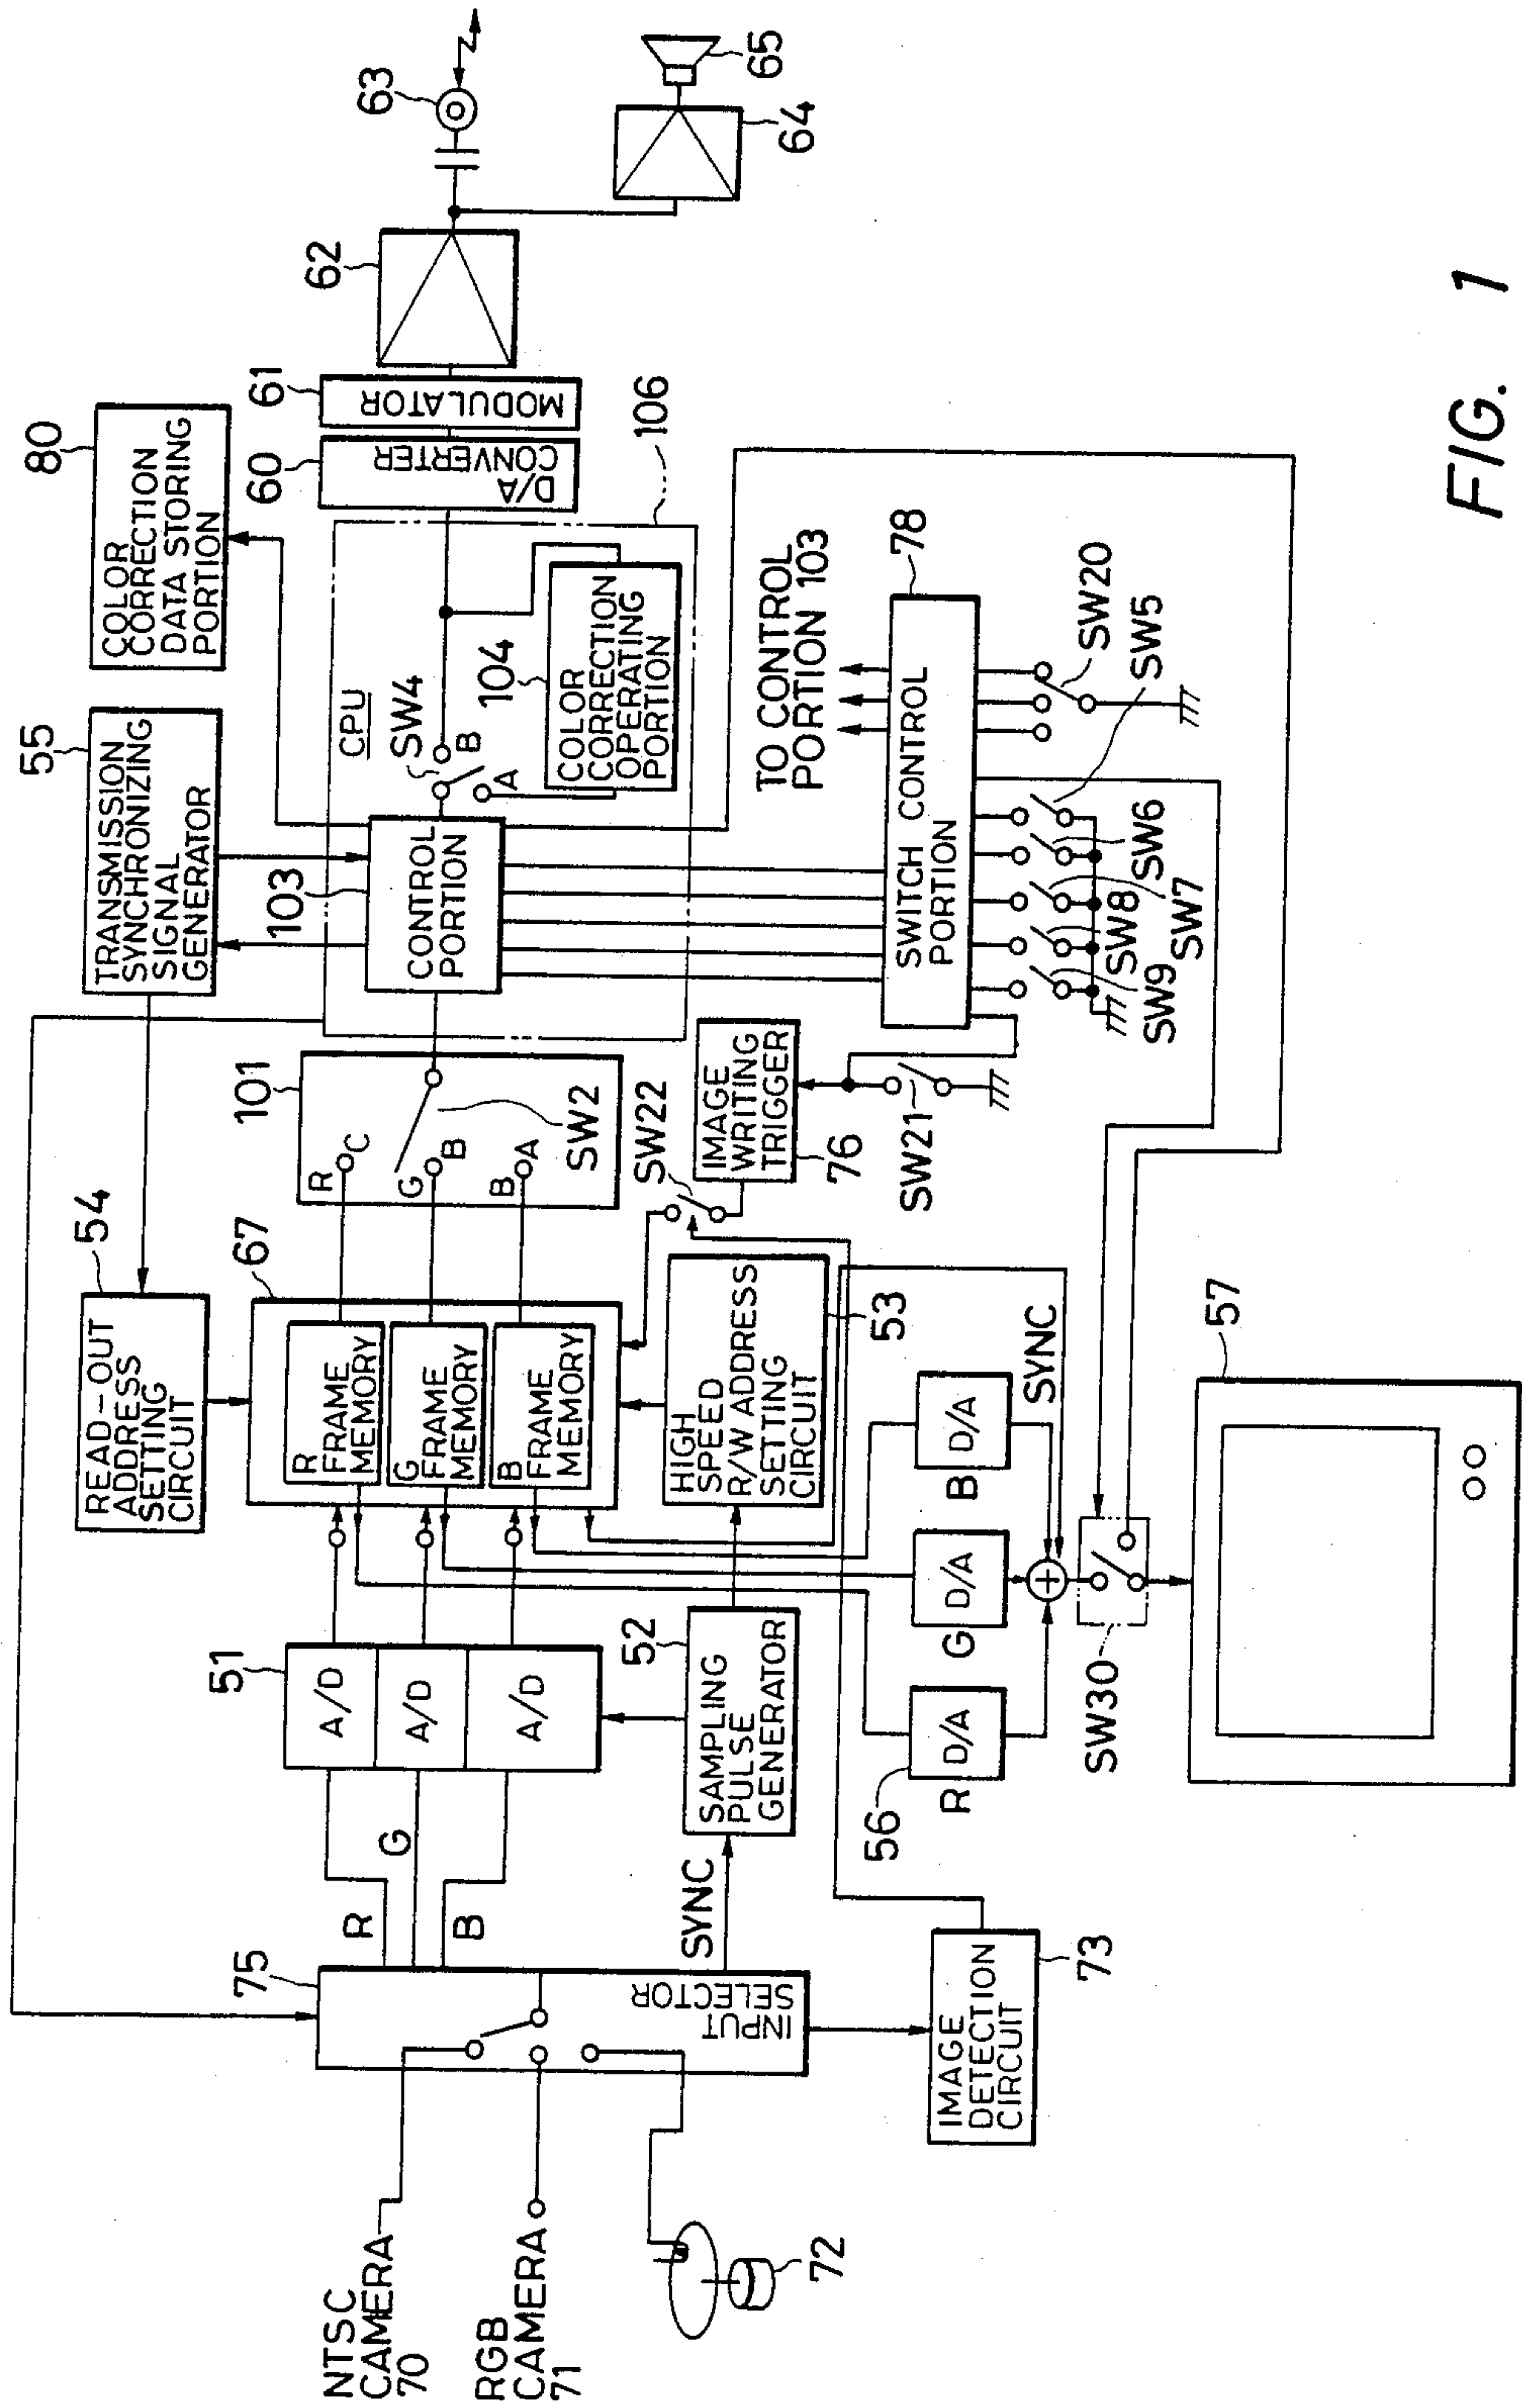 NTSC
CAMERA
70
RGB
CAMERA
71
72
75
INPUT
SELECTOR
R
G
B
SYNC
IMAGE
DETECTION
CIRCUIT
73
51
A/D
A/D
A/D
52
SAMPLING
PULSE
GENERATOR
54
READ-OUT
ADDRESS
SETTING
CIRCUIT
67
R
FRAME
MEMORY
G
FRAME
MEMORY
B
FRAME
MEMORY
HIGH
SPEED
R/W ADDRESS
SETTING
CIRCUIT
53
56
R
D/A
G
D/A
B
D/A
SYNC
SW30
57
101
R
C
G
B
B
A
SW2
SW22
IMAGE
WRITING
TRIGGER
76
SW21
55
TRANSMISSION
SYNCHRONIZING
SIGNAL
GENERATOR
80
COLOR
CORRECTION
DATA STORING
PORTION
103
CONTROL
PORTION
CPU
SW4
B
A
104
COLOR
CORRECTION
OPERATING
PORTION
106
60
D/A
CONVERTER
61
MODULATOR
62
63
64
65
TO CONTROL
PORTION 103
78
SWITCH CONTROL
PORTION
SW9
SW8
SW7
SW6
SW5
SW20
FIG. 1